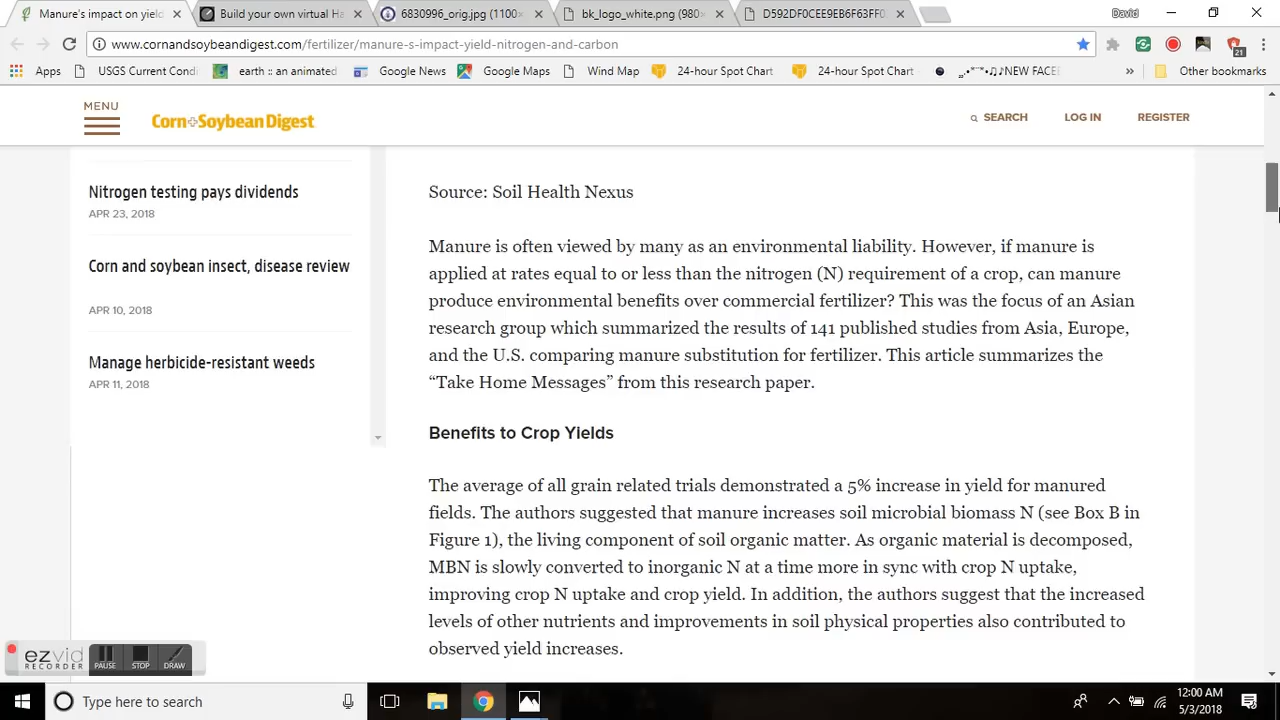 Manure's impact on yield
Build your own virtual Ha
6830996_orig.jpg (1100×
bk_logo_white.png (980×
D592DF0CEE9EB6F63FF0
David
www.cornandsoybeandigest.com/fertilizer/manure-s-impact-yield-nitrogen-and-carbon
21
Apps
USGS Current Condi
earth :: an animated
Google News
Google Maps
Wind Map
24-hour Spot Chart
24-hour Spot Chart
NEW FACE
»
Other bookmarks
MENU
Corn+Soybean Digest
SEARCH
LOG IN
REGISTER
Nitrogen testing pays dividends
APR 23, 2018
Corn and soybean insect, disease review
APR 10, 2018
Manage herbicide-resistant weeds
APR 11, 2018
Source: Soil Health Nexus
Manure is often viewed by many as an environmental liability. However, if manure is
applied at rates equal to or less than the nitrogen (N) requirement of a crop, can manure
produce environmental benefits over commercial fertilizer? This was the focus of an Asian
research group which summarized the results of 141 published studies from Asia, Europe,
and the U.S. comparing manure substitution for fertilizer. This article summarizes the
“Take Home Messages” from this research paper.
Benefits to Crop Yields
The average of all grain related trials demonstrated a 5% increase in yield for manured
fields. The authors suggested that manure increases soil microbial biomass N (see Box B in
Figure 1), the living component of soil organic matter. As organic material is decomposed,
MBN is slowly converted to inorganic N at a time more in sync with crop N uptake,
improving crop N uptake and crop yield. In addition, the authors suggest that the increased
levels of other nutrients and improvements in soil physical properties also contributed to
observed yield increases.
ezvid
RECORDER
PAUSE
STOP
DRAW
Type here to search
12:00 AM
5/3/2018